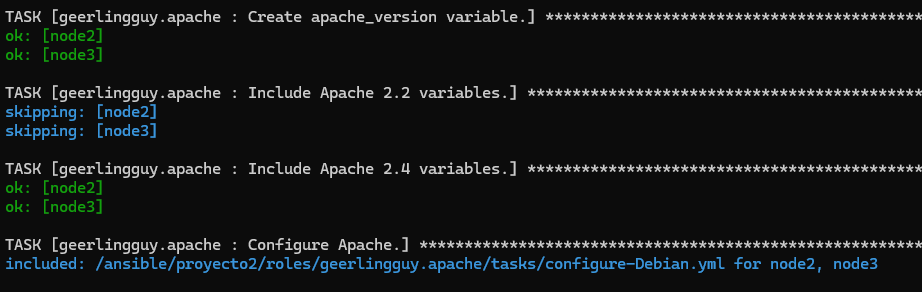 TASK [geerlingguy.apache : Create apache_version variable.] ******************************************
ok: [node2]
ok: [node3]
TASK [geerlingguy.apache : Include Apache 2.2 variables.] ********************************************
skipping: [node2]
skipping: [node3]
TASK [geerlingguy.apache : Include Apache 2.4 variables.] ********************************************
ok: [node2]
ok: [node3]
TASK [geerlingguy.apache : Configure Apache.] ********************************************************
included: /ansible/proyecto2/roles/geerlingguy.apache/tasks/configure-Debian.yml for node2, node3